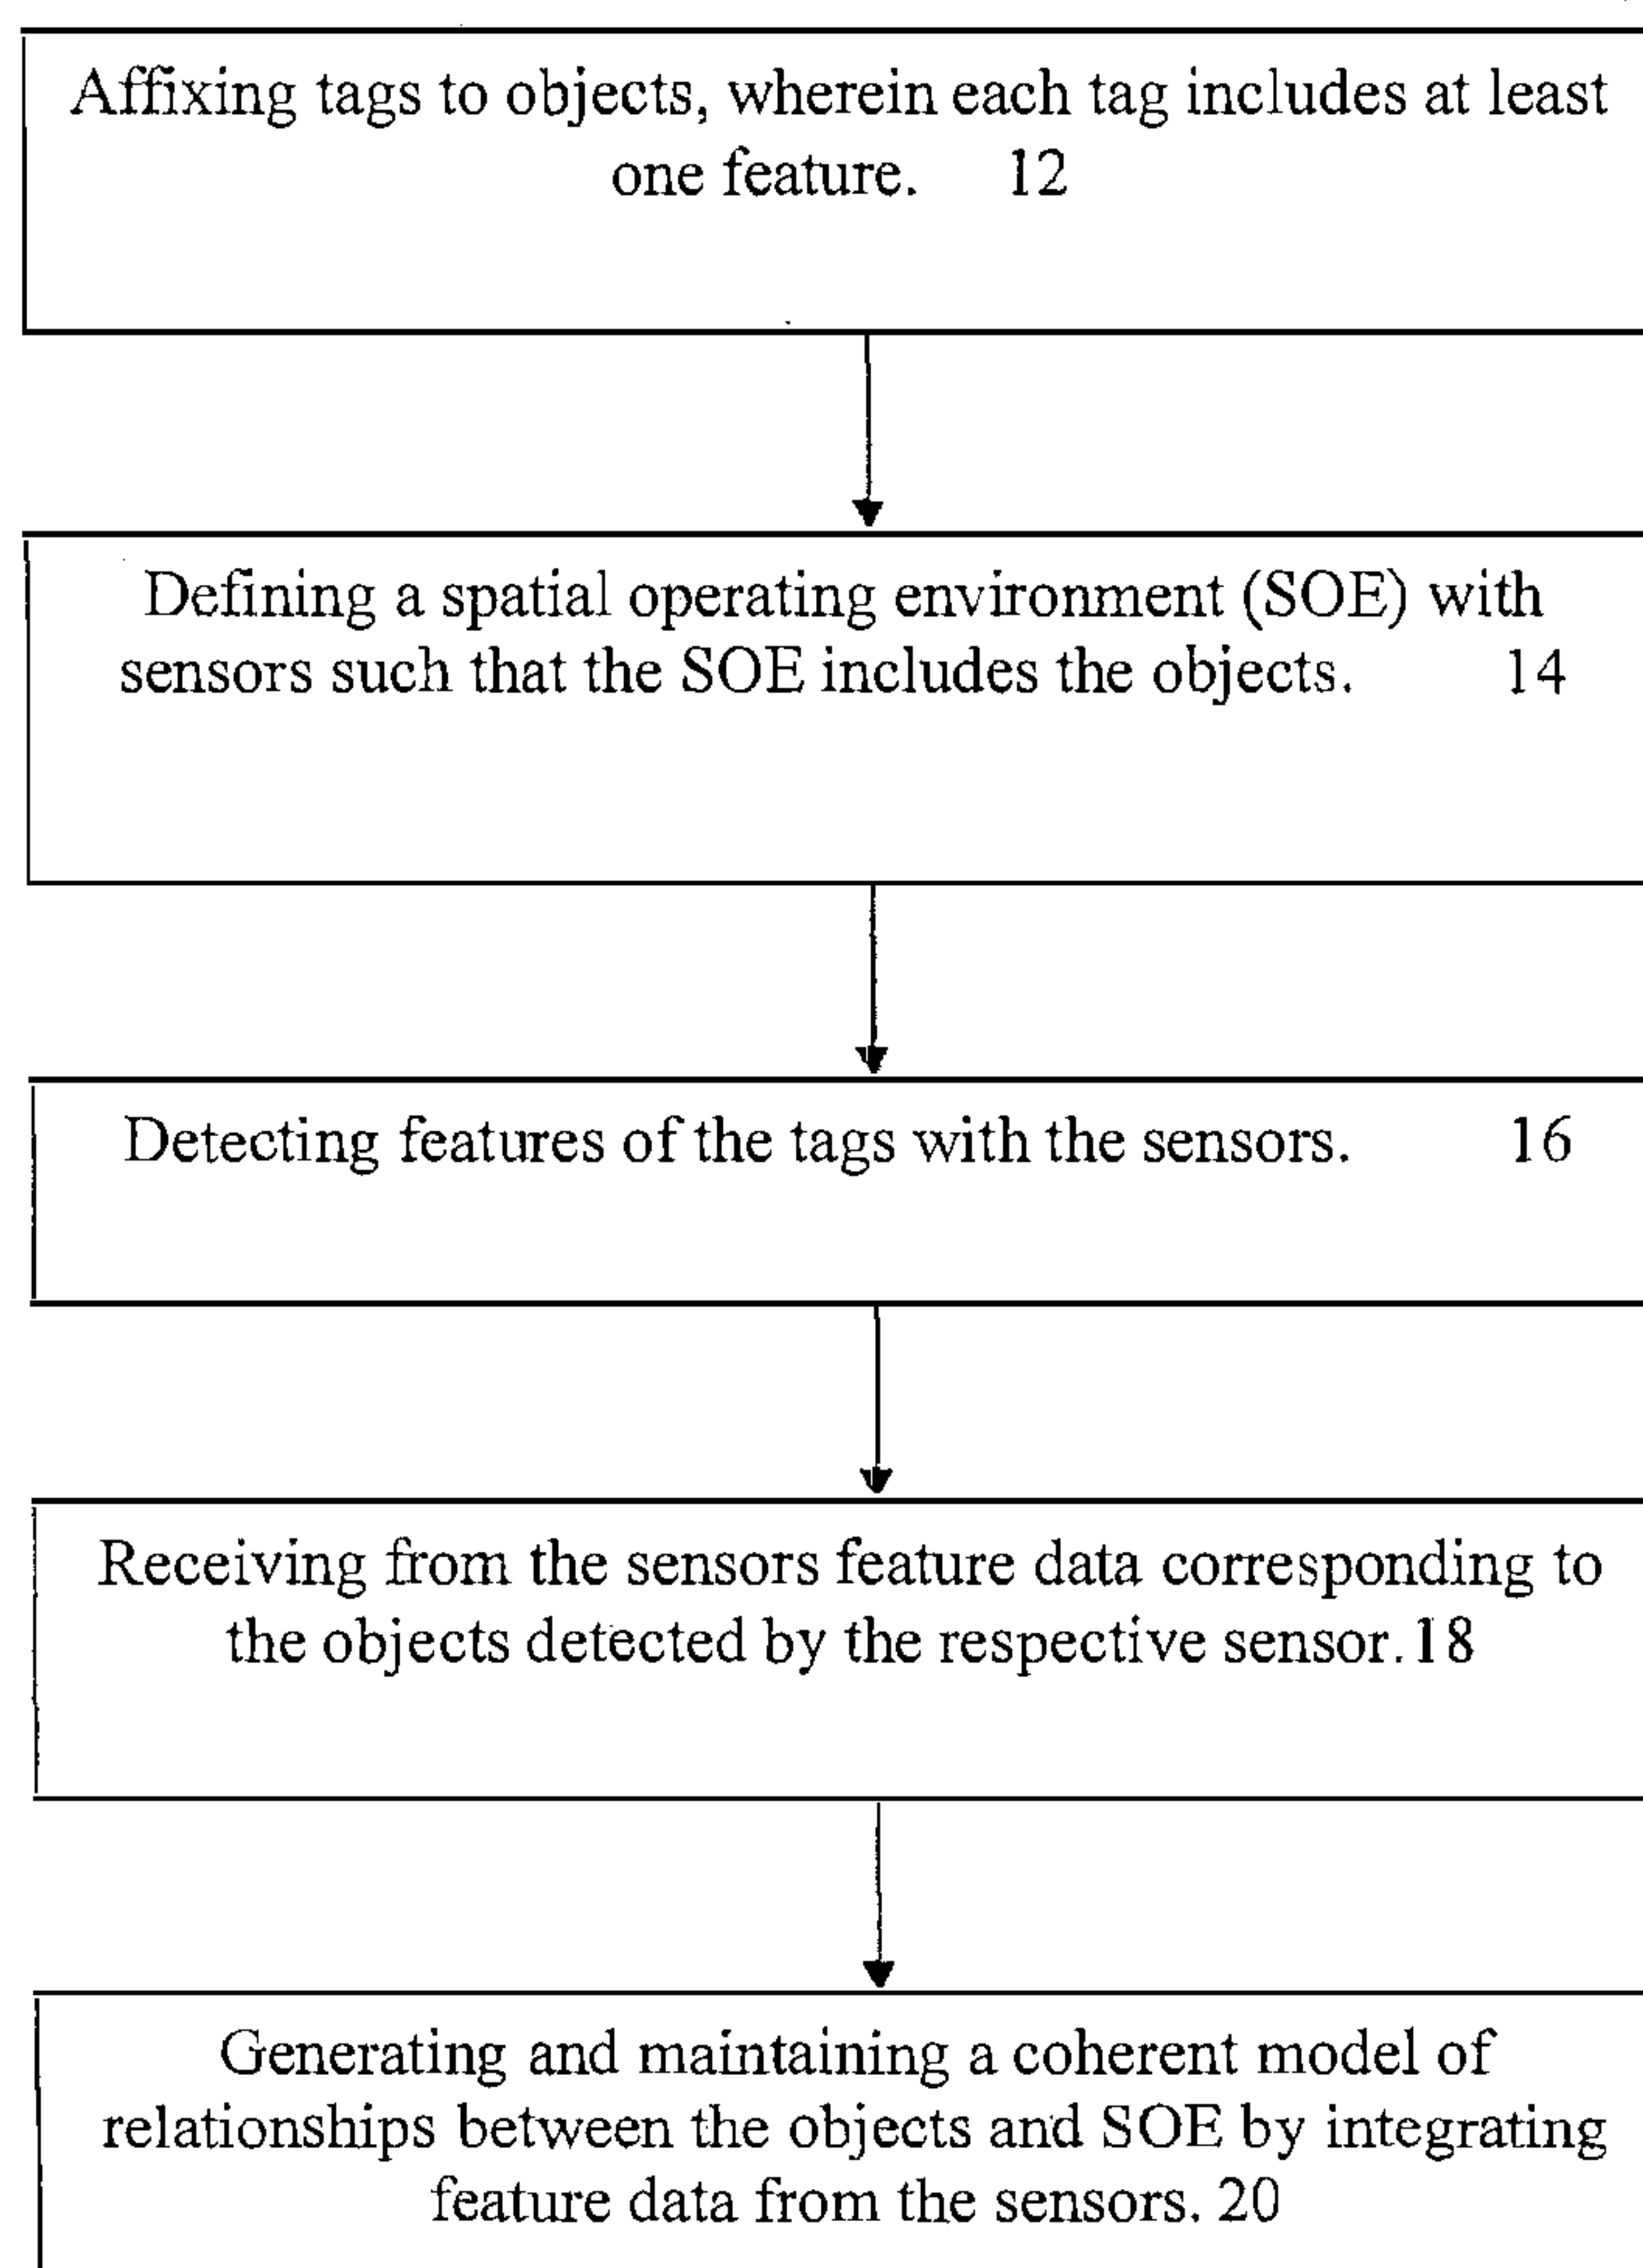 Affixing tags to objects, wherein each tag includes at least
one feature. 12
Defining a spatial operating environment (SOE) with
sensors such that the SOE includes the objects. 14
Detecting features of the tags with the sensors. 16
Receiving from the sensors feature data corresponding to
the objects detected by the respective sensor. 18
Generating and maintaining a coherent model of
relationships between the objects and SOE by integrating
feature data from the sensors. 20